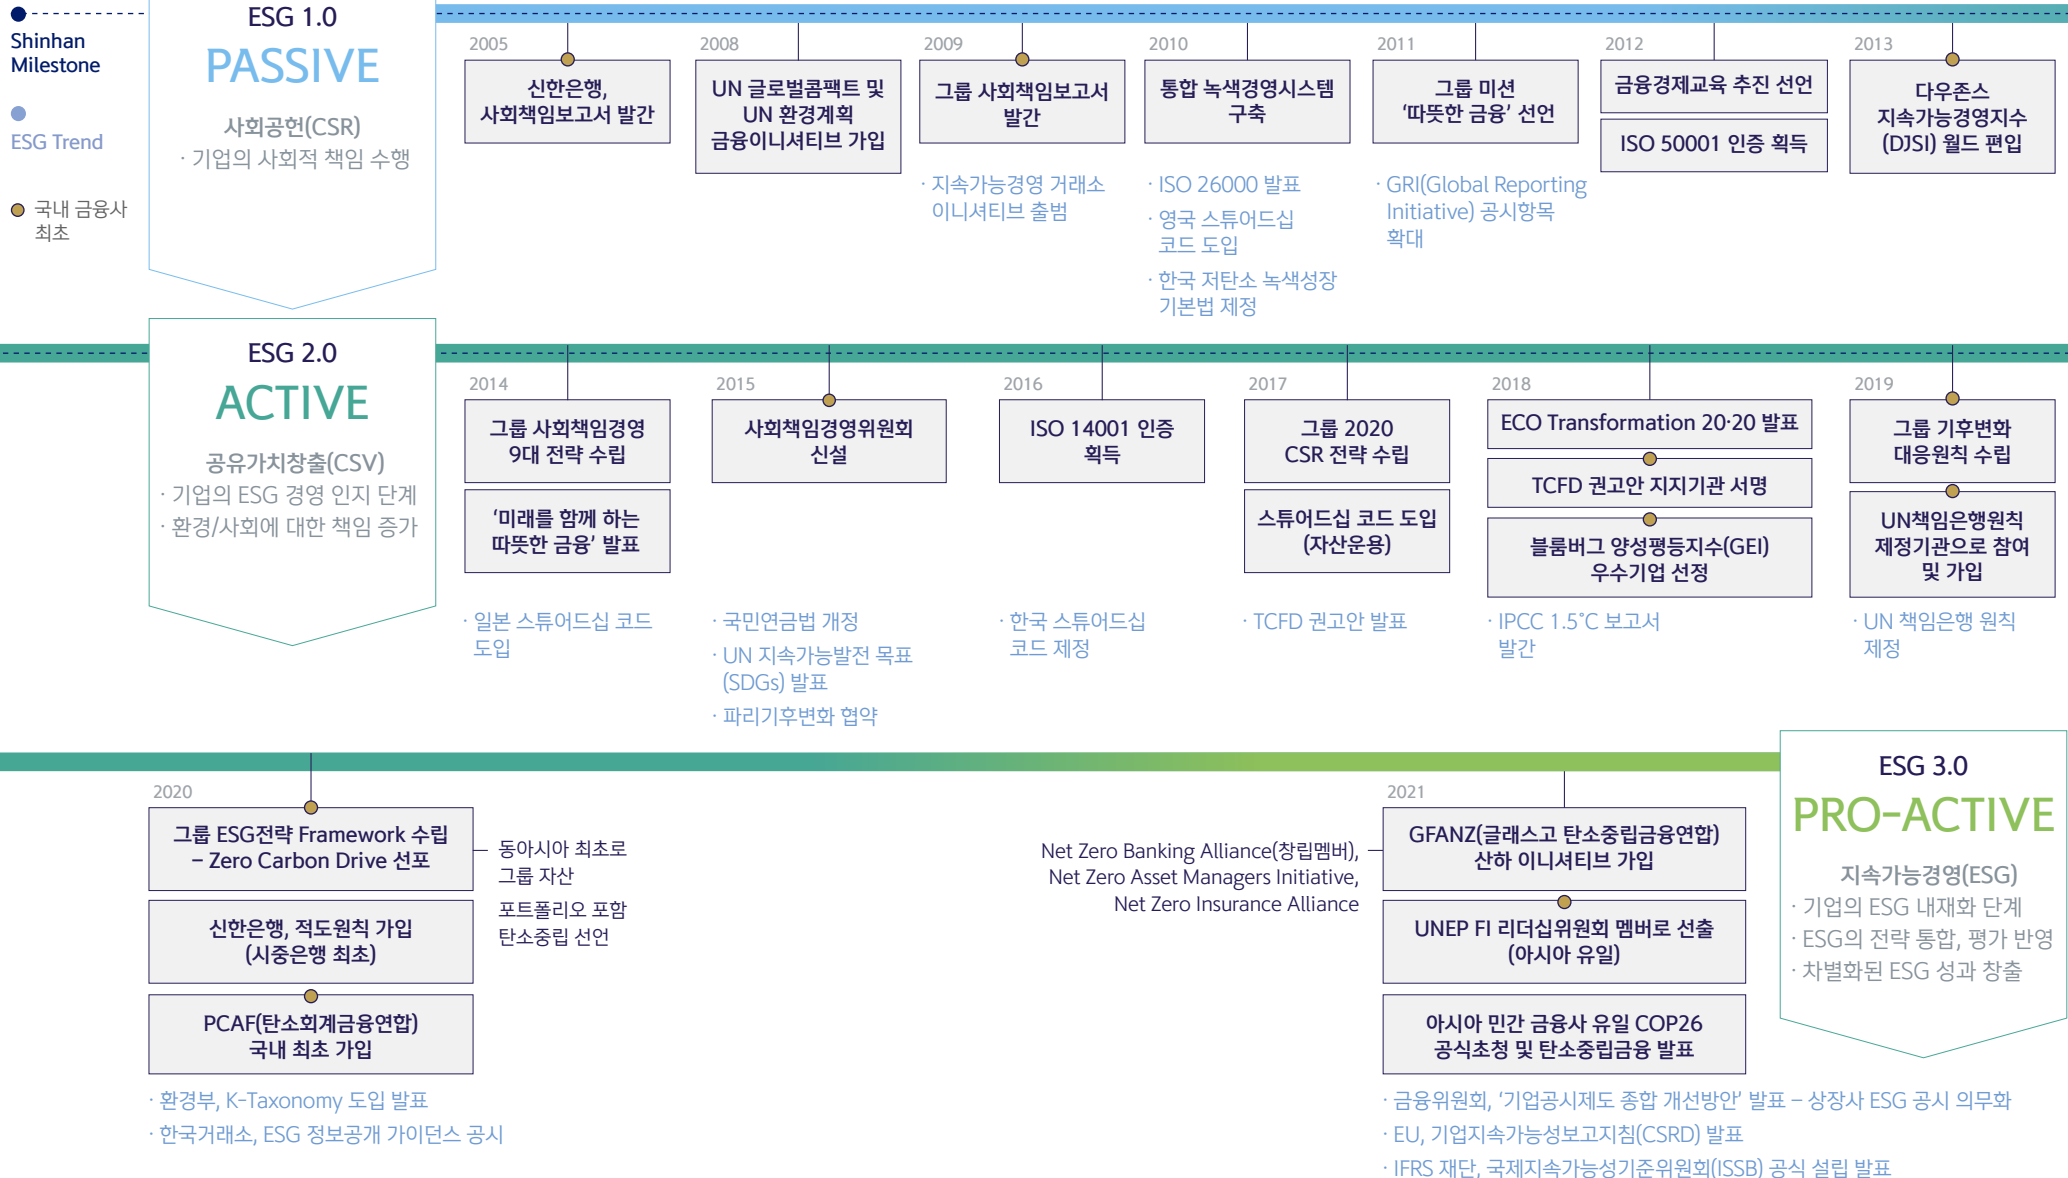 Shinhan
Milestone
ESG Trend
국내 금융사
최초
ESG 1.0
PASSIVE
사회공헌(CSR)
· 기업의 사회적 책임 수행
2005
신한은행,
사회책임보고서 발간
2008
UN 글로벌콤팩트 및
UN 환경계획
금융이니셔티브 가입
2009
그룹 사회책임보고서
발간
· 지속가능경영 거래소
이니셔티브 출범
2010
통합 녹색경영시스템
구축
· ISO 26000 발표
· 영국 스튜어드십
코드 도입
· 한국 저탄소 녹색성장
기본법 제정
2011
그룹 미션
‘따뜻한 금융’ 선언
· GRI(Global Reporting
Initiative) 공시항목
확대
2012
금융경제교육 추진 선언
ISO 50001 인증 획득
2013
다우존스
지속가능경영지수
(DJSI) 월드 편입
ESG 2.0
ACTIVE
공유가치창출(CSV)
· 기업의 ESG 경영 인지 단계
· 환경/사회에 대한 책임 증가
2014
그룹 사회책임경영
9대 전략 수립
‘미래를 함께 하는
따뜻한 금융’ 발표
· 일본 스튜어드십 코드
도입
2015
사회책임경영위원회
신설
· 국민연금법 개정
· UN 지속가능발전 목표
(SDGs) 발표
· 파리기후변화 협약
2016
ISO 14001 인증
획득
· 한국 스튜어드십
코드 제정
2017
그룹 2020
CSR 전략 수립
스튜어드십 코드 도입
(자산운용)
· TCFD 권고안 발표
2018
ECO Transformation 20·20 발표
TCFD 권고안 지지기관 서명
블룸버그 양성평등지수(GEI)
우수기업 선정
· IPCC 1.5°C 보고서
발간
2019
그룹 기후변화
대응원칙 수립
UN책임은행원칙
제정기관으로 참여
및 가입
· UN 책임은행 원칙
제정
2020
그룹 ESG전략 Framework 수립
– Zero Carbon Drive 선포
동아시아 최초로
그룹 자산
포트폴리오 포함
탄소중립 선언
신한은행, 적도원칙 가입
(시중은행 최초)
PCAF(탄소회계금융연합)
국내 최초 가입
· 환경부, K-Taxonomy 도입 발표
· 한국거래소, ESG 정보공개 가이던스 공시
2021
Net Zero Banking Alliance(창립멤버),
Net Zero Asset Managers Initiative,
Net Zero Insurance Alliance
GFANZ(글래스고 탄소중립금융연합)
산하 이니셔티브 가입
UNEP FI 리더십위원회 멤버로 선출
(아시아 유일)
아시아 민간 금융사 유일 COP26
공식초청 및 탄소중립금융 발표
· 금융위원회, ‘기업공시제도 종합 개선방안’ 발표 – 상장사 ESG 공시 의무화
· EU, 기업지속가능성보고지침(CSRD) 발표
· IFRS 재단, 국제지속가능성기준위원회(ISSB) 공식 설립 발표
ESG 3.0
PRO-ACTIVE
지속가능경영(ESG)
· 기업의 ESG 내재화 단계
· ESG의 전략 통합, 평가 반영
· 차별화된 ESG 성과 창출